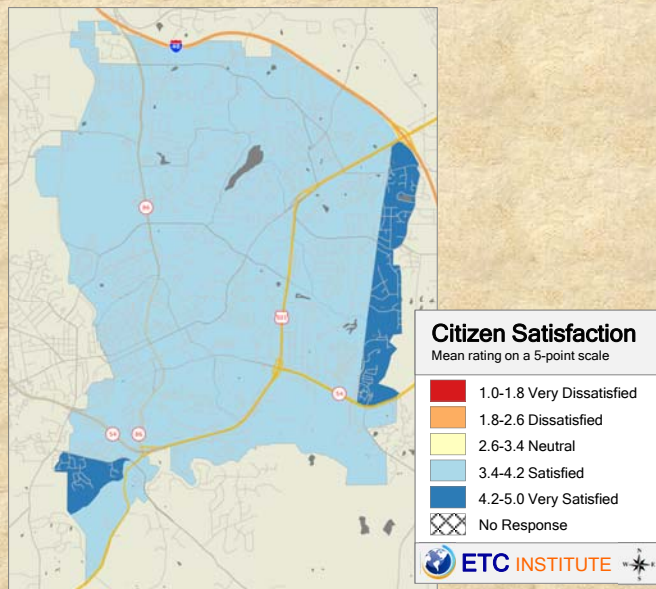 40
86
501
54
54
86
Citizen Satisfaction
Mean rating on a 5-point scale
1.0-1.8 Very Dissatisfied
1.8-2.6 Dissatisfied
2.6-3.4 Neutral
3.4-4.2 Satisfied
4.2-5.0 Very Satisfied
No Response
ETC INSTITUTE
N
W E
S